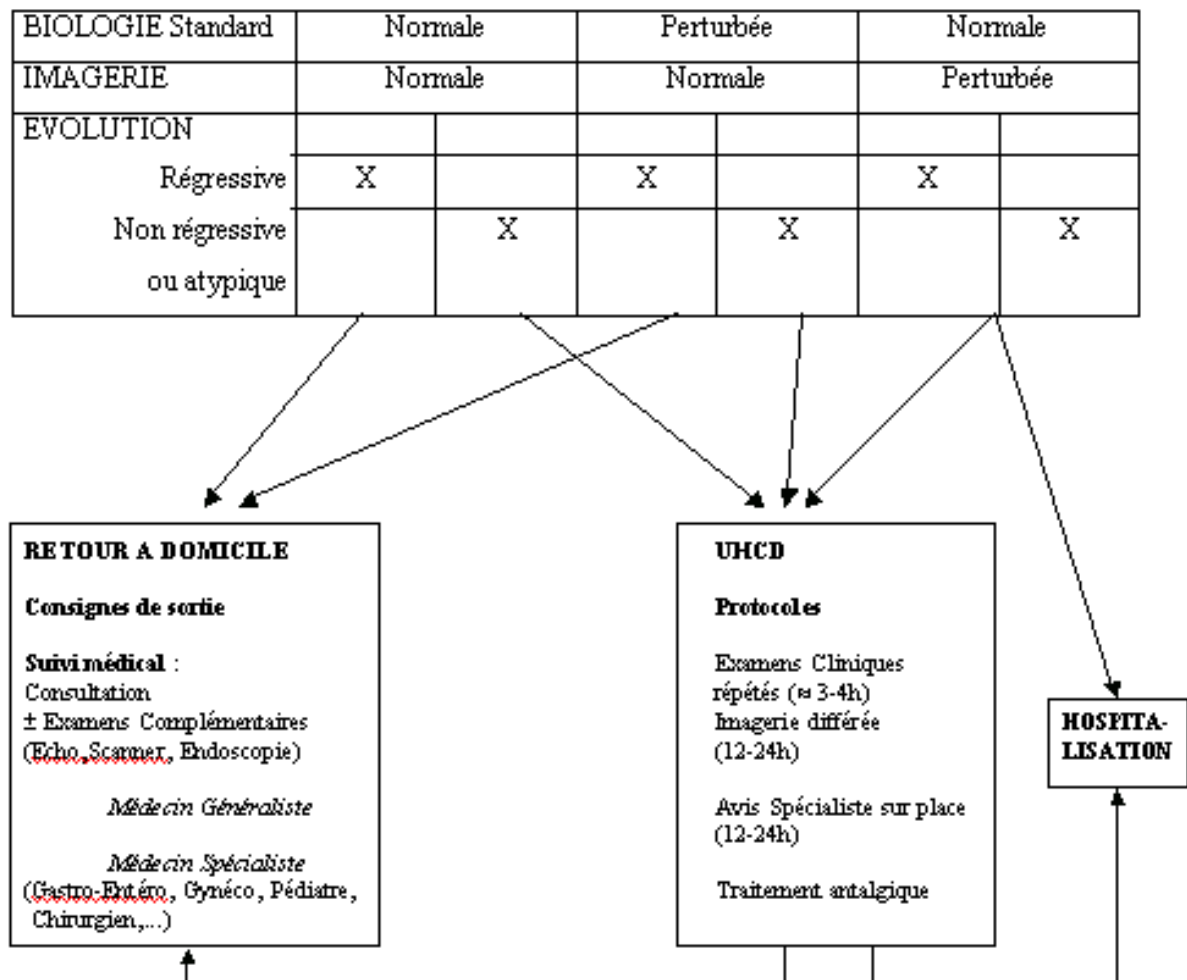 BIOLOGIE Standard Normale Perturbée Normale
IMAGERIE Normale Normale Perturbée
EVOLUTION
Régressive X X X
Non régressive X X X
ou atypique
RETOUR A DOMICILE
Consignes de sortie
Suivi médical :
Consultation
± Examens Complémentaires
(Echo,Scanner, Endoscopie)
Médecin Généraliste
Médecin Spécialiste
(Gastro-Entéro, Gynéco, Pédiatre,
Chirurgien,...)
UHCD
Protocoles
Examens Cliniques
répétés (≈ 3-4h)
Imagerie différée
(12-24h)
Avis Spécialiste sur place
(12-24h)
Traitement antalgique
HOSPITA-
LISATION